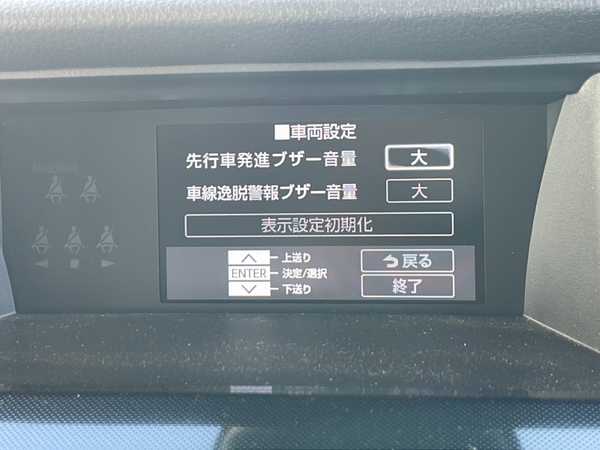 ■車両設定
先行車発進ブザー音量 大
車線逸脱警報ブザー音量 大
表示設定初期化
上送り
戻る
ENTER 決定/選択
下送り
終了